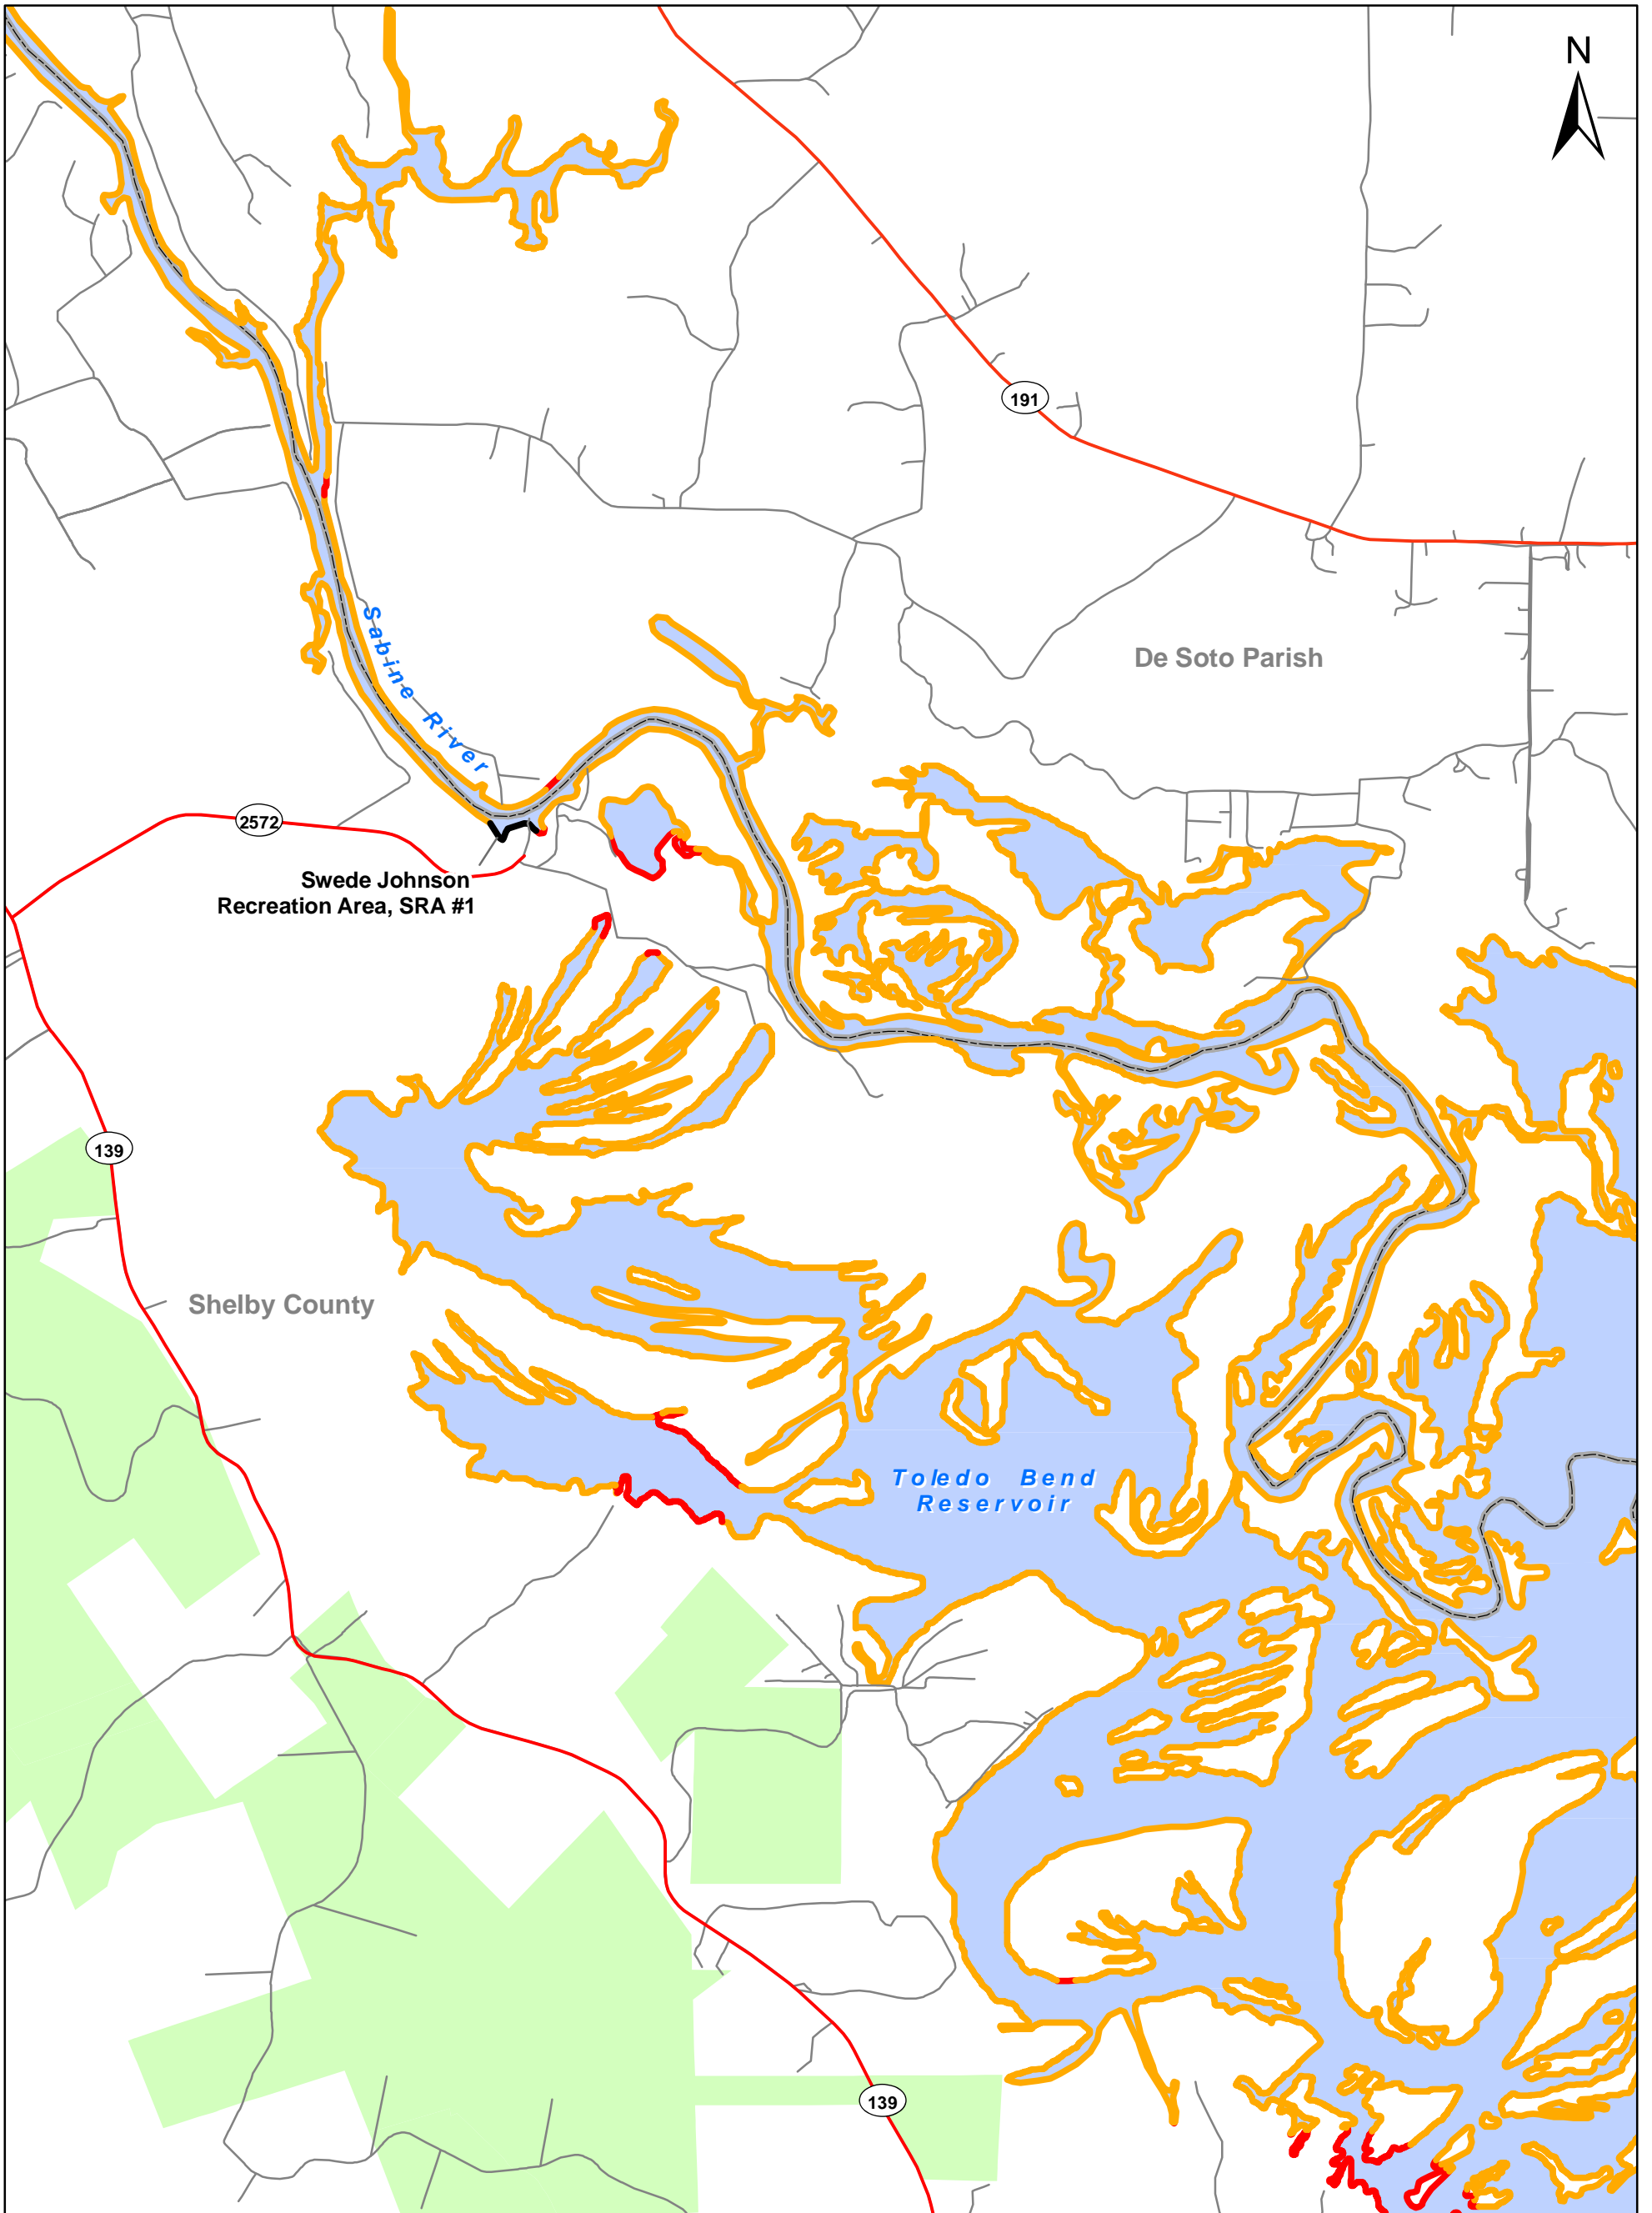 N
191
De Soto Parish
Sabine River
2572
Swede Johnson
Recreation Area, SRA #1
139
Shelby County
Toledo Bend
Reservoir
139